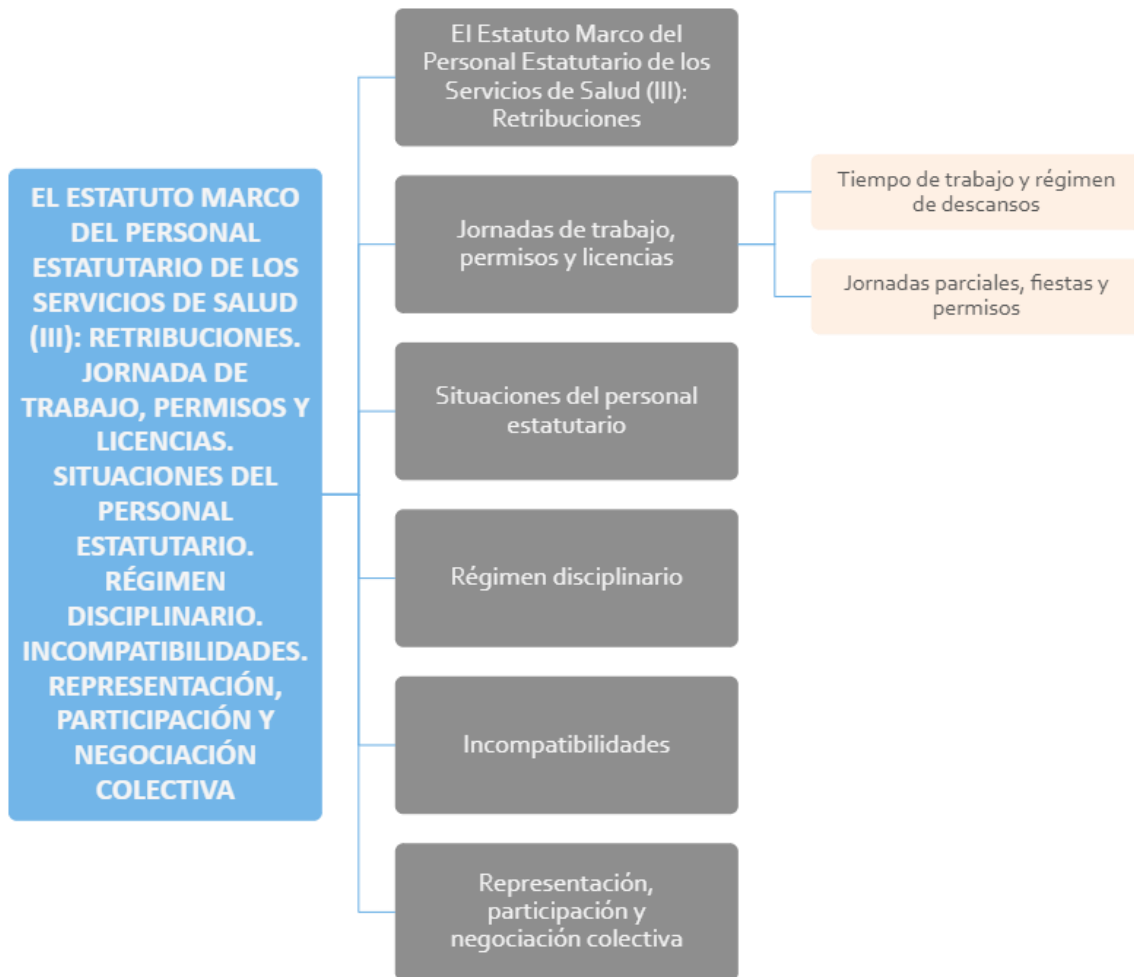 EL ESTATUTO MARCO
DEL PERSONAL
ESTATUTARIO DE LOS
SERVICIOS DE SALUD
(III): RETRIBUCIONES.
JORNADA DE
TRABAJO, PERMISOS Y
LICENCIAS.
SITUACIONES DEL
PERSONAL
ESTATUTARIO.
RÉGIMEN
DISCIPLINARIO.
INCOMPATIBILIDADES.
REPRESENTACIÓN,
PARTICIPACIÓN Y
NEGOCIACIÓN
COLECTIVA
El Estatuto Marco del
Personal Estatutario de los
Servicios de Salud (III):
Retribuciones
Jornadas de trabajo,
permisos y licencias
Tiempo de trabajo y régimen
de descansos
Jornadas parciales, fiestas y
permisos
Situaciones del personal
estatutario
Régimen disciplinario
Incompatibilidades
Representación,
participación y
negociación colectiva